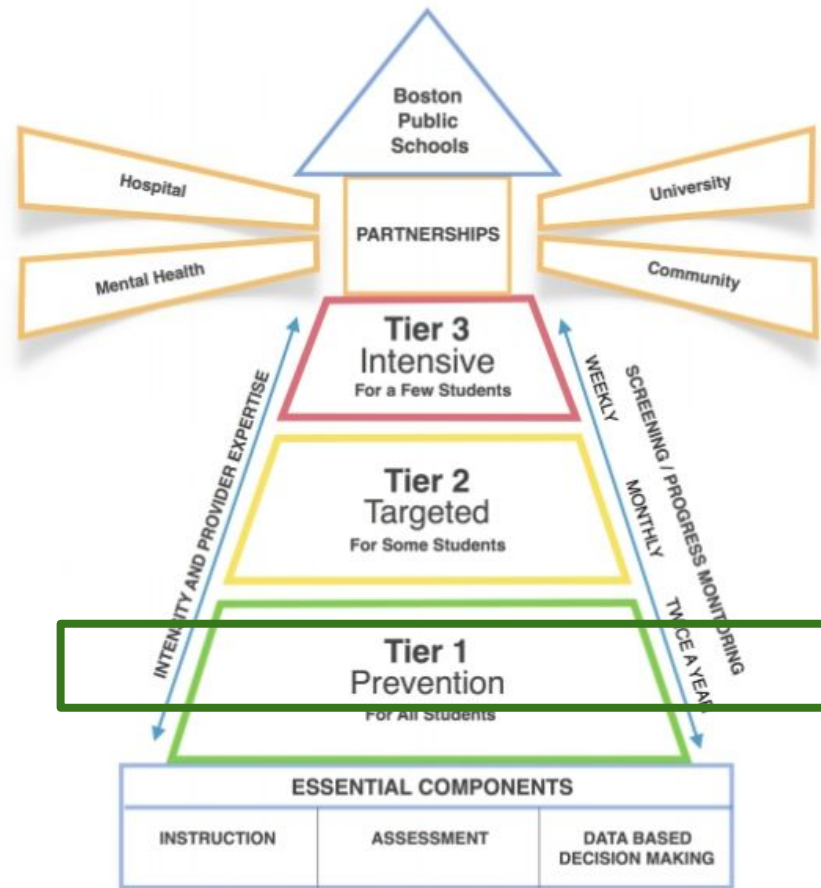 Boston
Public
Schools
Hospital
University
PARTNERSHIPS
Mental Health
Community
Tier 3
Intensive
For a Few Students
Tier 2
Targeted
For Some Students
Tier 1
Prevention
For All Students
INTENSITY AND PROVIDER EXPERTISE
WEEKLY
MONTHLY
TWICE A YEAR
SCREENING / PROGRESS MONITORING
ESSENTIAL COMPONENTS
INSTRUCTION
ASSESSMENT
DATA BASED
DECISION MAKING